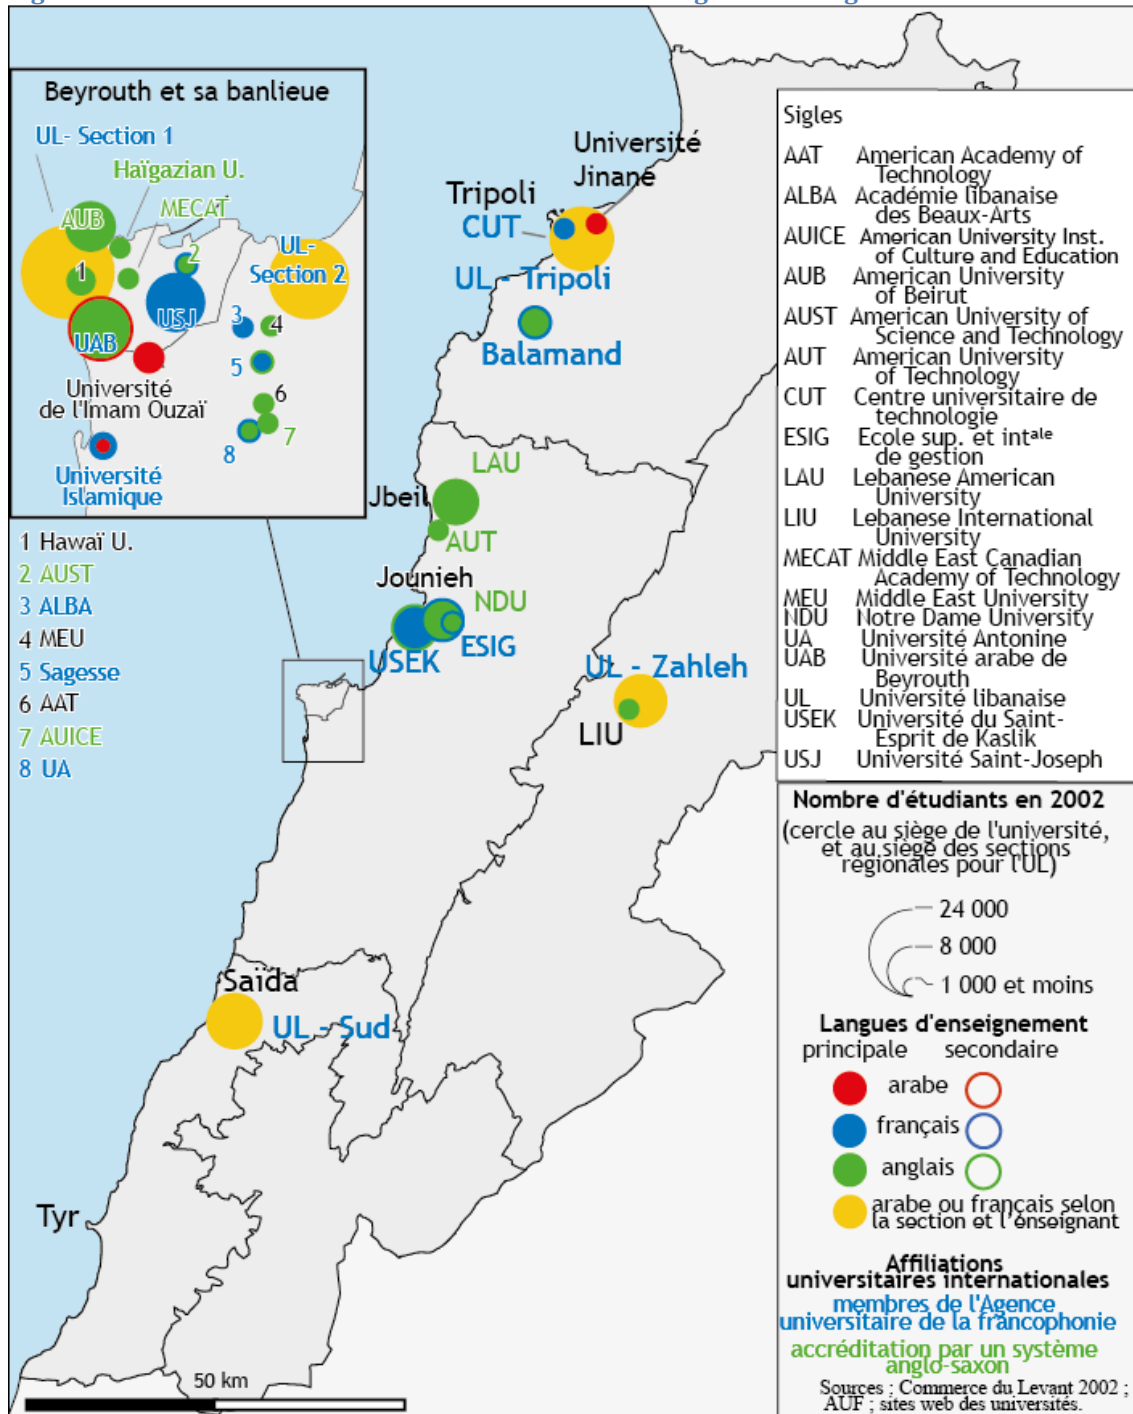 Beyrouth et sa banlieue
UL- Section 1
Haïgazian U.
MECAT
AUB
2
UL-
Section 2
1
USJ
3
4
UAB
5
Université
de l'Imam Ouzaï
6
7
8
Université
Islamique
1 Hawaï U.
2 AUST
3 ALBA
4 MEU
5 Sagesse
6 AAT
7 AUICE
8 UA
Université
Jinane
Tripoli
CUT
UL - Tripoli
Balamand
LAU
Jbeil
AUT
Jounieh
NDU
ESIG
USEK
UL - Zahleh
LIU
Saïda
UL - Sud
Tyr
50 km
Sigles
AAT American Academy of
Technology
ALBA Académie libanaise
des Beaux-Arts
AUICE American University Inst.
of Culture and Education
AUB American University
of Beirut
AUST American University of
Science and Technology
AUT American University
of Technology
CUT Centre universitaire de
technologie
ESIG Ecole sup. et intale
de gestion
LAU Lebanese American
University
LIU Lebanese International
University
MECAT Middle East Canadian
Academy of Technology
MEU Middle East University
NDU Notre Dame University
UA Université Antonine
UAB Université arabe de
Beyrouth
UL Université libanaise
USEK Université du Saint-
Esprit de Kaslik
USJ Université Saint-Joseph
Nombre d'étudiants en 2002
(cercle au siège de l'université,
et au siège des sections
régionales pour l'UL)
24 000
8 000
1 000 et moins
Langues d'enseignement
principale secondaire
arabe
français
anglais
arabe ou français selon
la section et l'enseignant
Affiliations
universitaires internationales
membres de l'Agence
universitaire de la francophonie
accréditation par un système
anglo-saxon
Sources : Commerce du Levant 2002 ;
AUF ; sites web des universités.